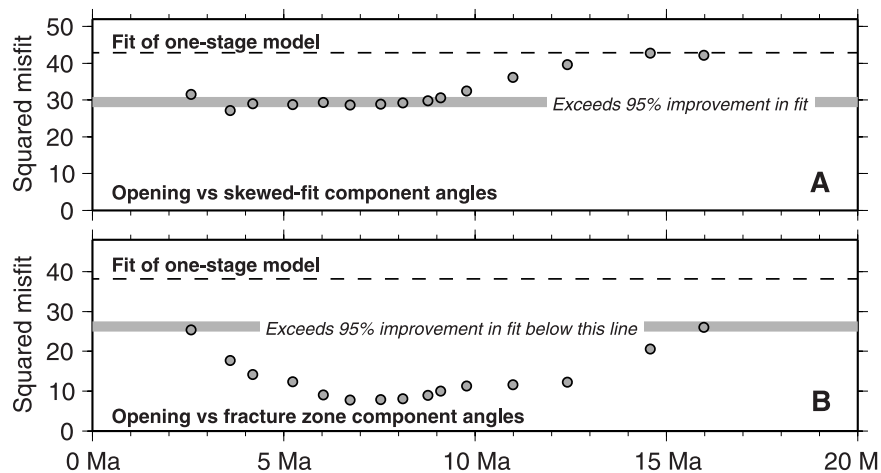 50
Fit of one-stage model
40
30
Exceeds 95% improvement in fit
20
10
Opening vs skewed-fit component angles
A
0
Squared misfit
Fit of one-stage model
40
30
Exceeds 95% improvement in fit below this line
20
10
Opening vs fracture zone component angles
B
0
Squared misfit
0 Ma 5 Ma 10 Ma 15 Ma 20 M